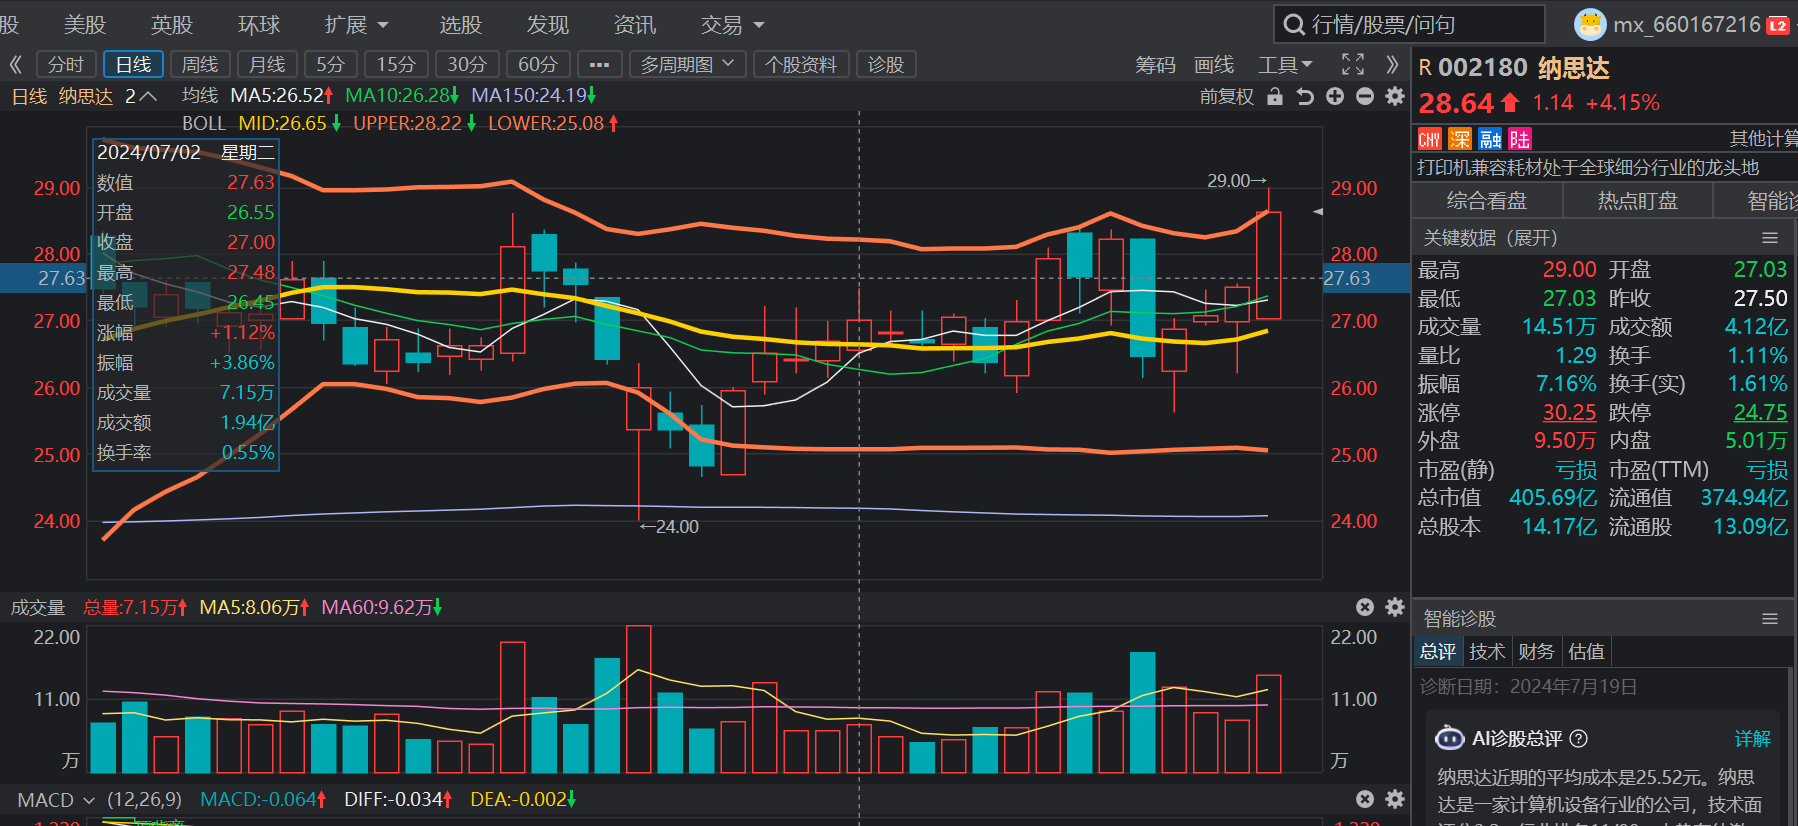 股 美股 英股 环球 扩展 选股 发现 资讯 交易 行情/股票/问句 mx_660167216 L2
分时 日线 周线 月线 5分 15分 30分 60分 ... 多周期图 个股资料 诊股 筹码 画线 工具
日线 纳思达 2 均线 MA5:26.52 MA10:26.28 MA150:24.19 前复权
BOLL MID:26.65 UPPER:28.22 LOWER:25.08
2024/07/02 星期二
数值 27.63
开盘 26.55
收盘 27.00
最高 27.48
最低 26.45
涨幅 +1.12%
振幅 +3.86%
成交量 7.15万
成交额 1.94亿
换手率 0.55%
29.00 29.00
28.00 28.00
27.63 27.63
27.00 27.00
26.00 26.00
25.00 25.00
24.00 24.00
29.00→
←24.00
成交量 总量:7.15万 MA5:8.06万 MA60:9.62万
22.00 22.00
11.00 11.00
万 万
MACD (12,26,9) MACD:-0.064 DIFF:-0.034 DEA:-0.002
R 002180 纳思达
28.64 1.14 +4.15%
CNY 深 融 陆 其他计算
打印机兼容耗材处于全球细分行业的龙头地
综合看盘 热点盯盘 智能诊
关键数据（展开）
最高 29.00 开盘 27.03
最低 27.03 昨收 27.50
成交量 14.51万 成交额 4.12亿
量比 1.29 换手 1.11%
振幅 7.16% 换手(实) 1.61%
涨停 30.25 跌停 24.75
外盘 9.50万 内盘 5.01万
市盈(静) 亏损 市盈(TTM) 亏损
总市值 405.69亿 流通值 374.94亿
总股本 14.17亿 流通股 13.09亿
智能诊股
总评 技术 财务 估值
诊断日期：2024年7月19日
AI诊股总评 ? 详解
纳思达近期的平均成本是25.52元。纳思
达是一家计算机设备行业的公司，技术面